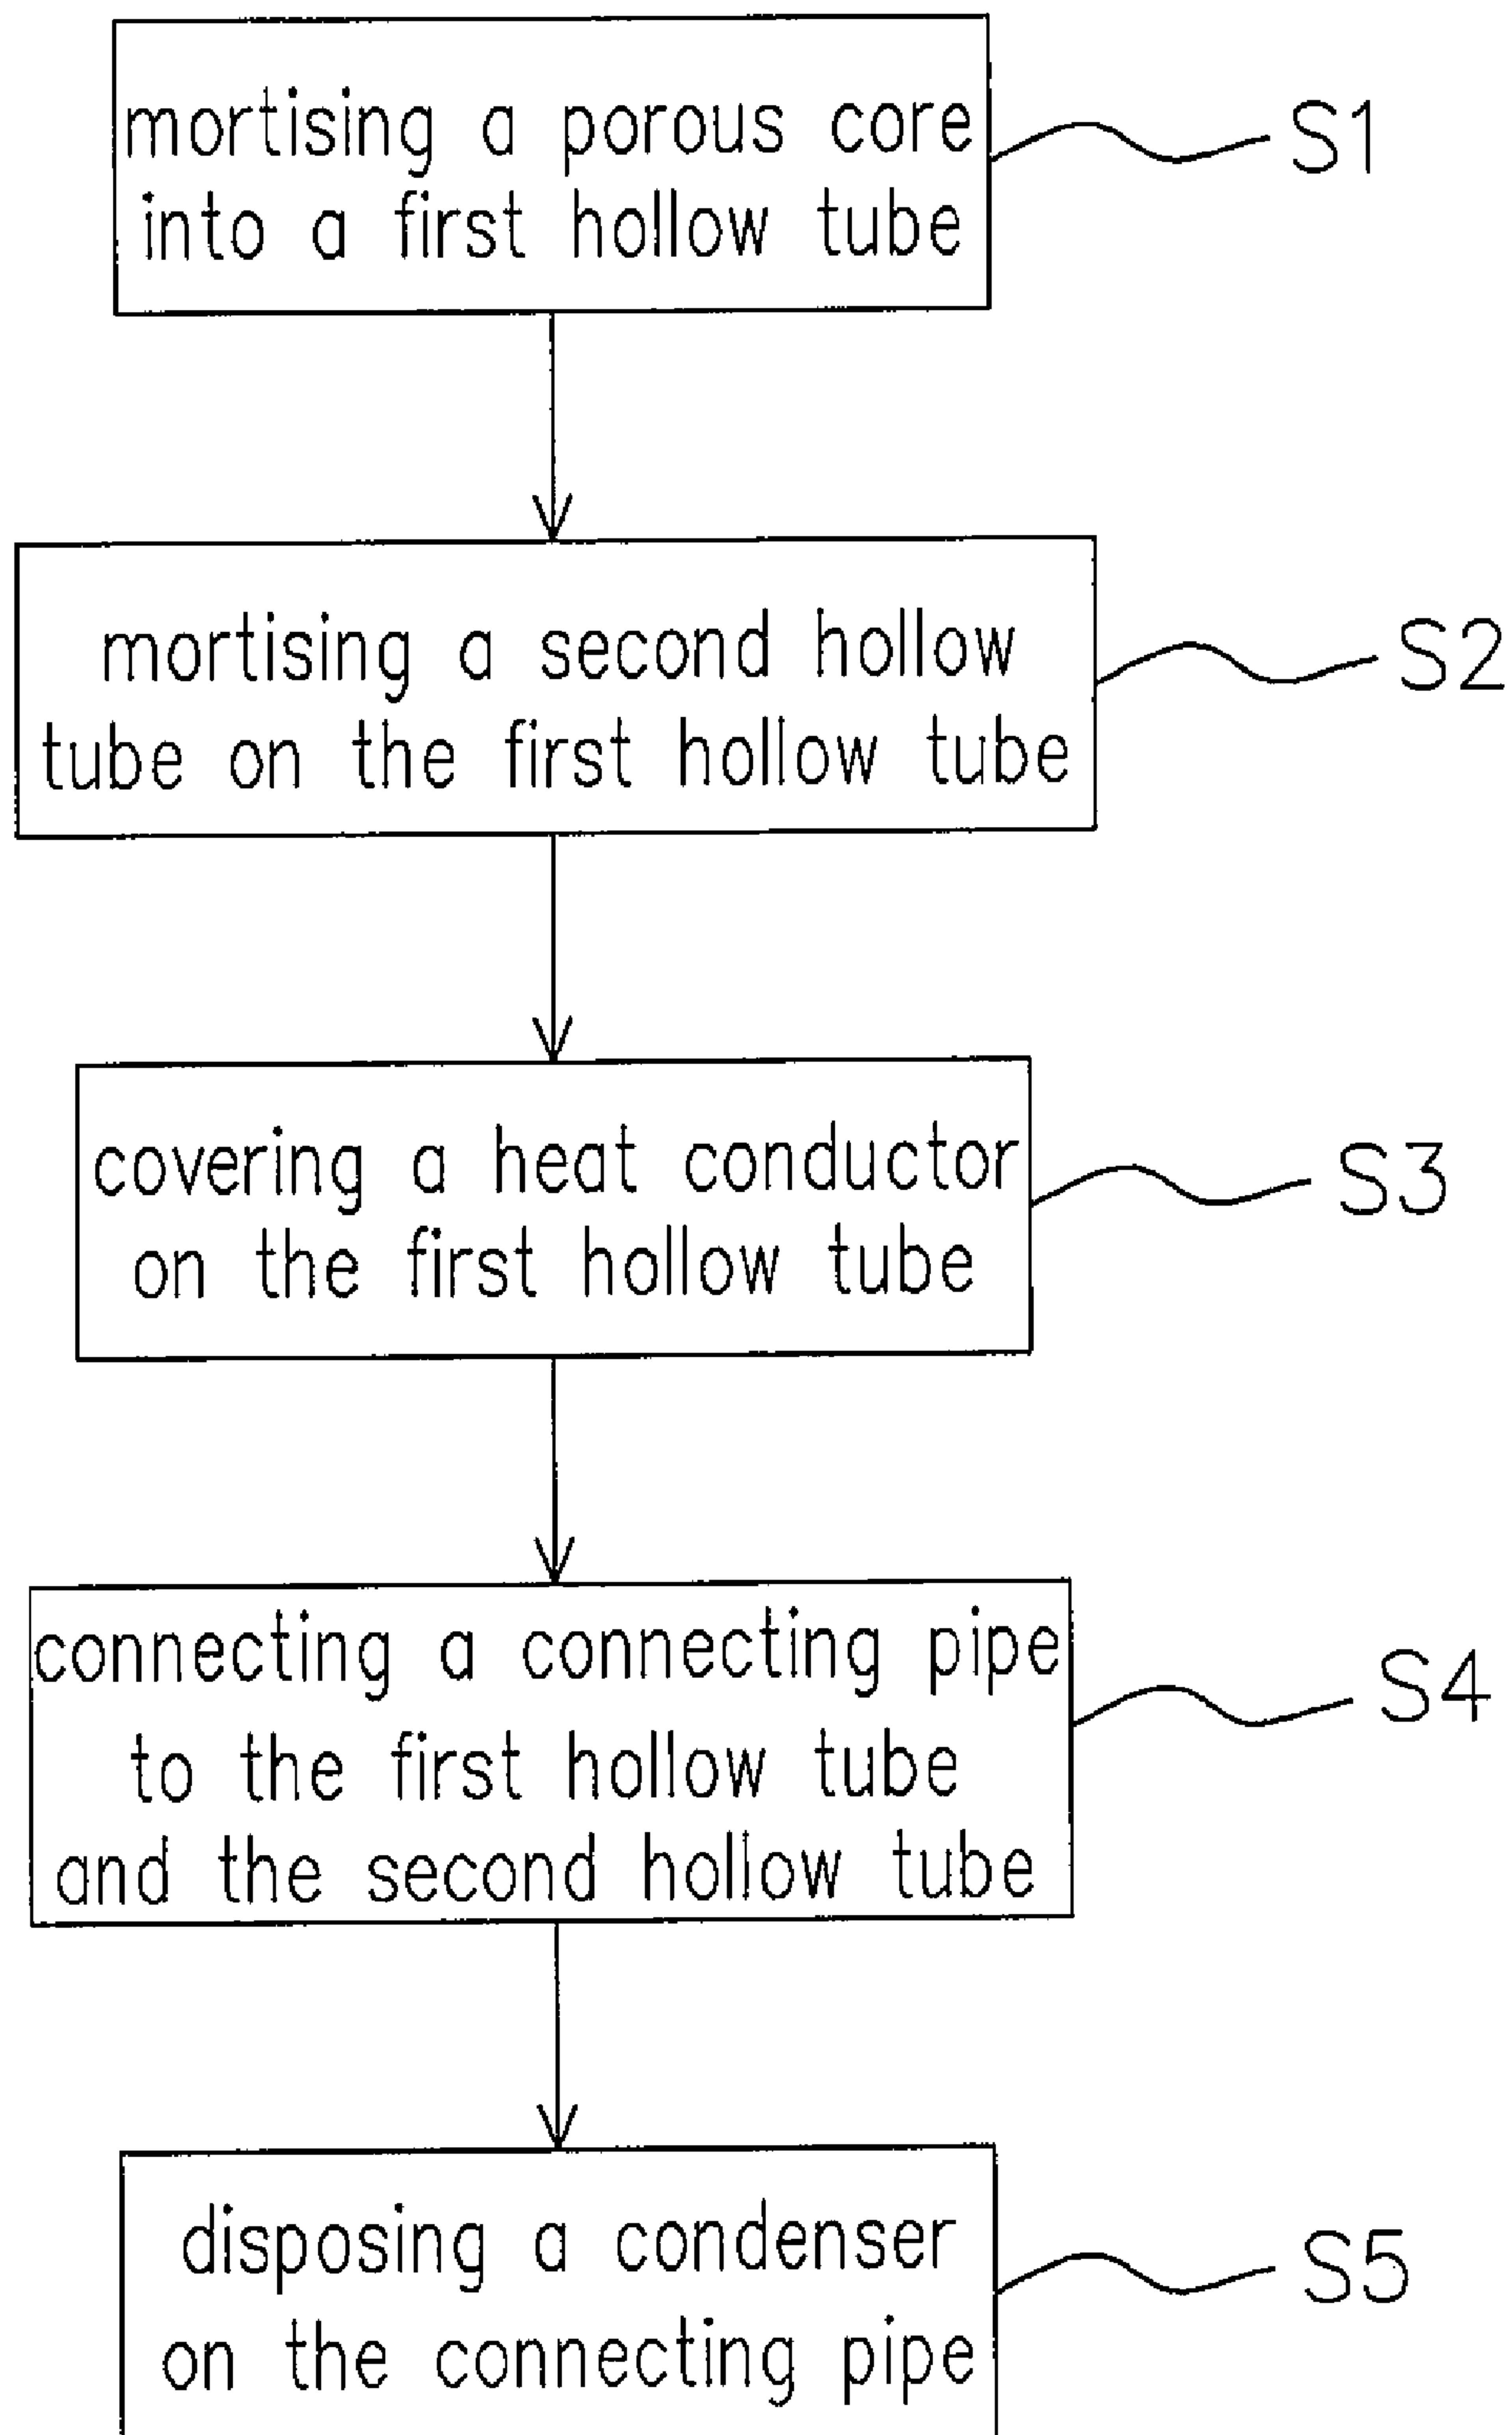 mortising a porous core
into a first hollow tube
S1
mortising a second hollow
tube on the first hollow tube
S2
covering a heat conductor
on the first hollow tube
S3
connecting a connecting pipe
to the first hollow tube
and the second hollow tube
S4
disposing a condenser
on the connecting pipe
S5